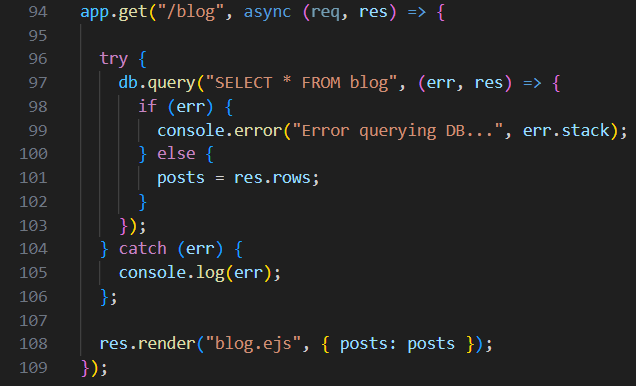 94 app.get("/blog", async (req, res) => {
95
96 try {
97 db.query("SELECT * FROM blog", (err, res) => {
98 if (err) {
99 console.error("Error querying DB...", err.stack);
100 } else {
101 posts = res.rows;
102 }
103 });
104 } catch (err) {
105 console.log(err);
106 };
107
108 res.render("blog.ejs", { posts: posts });
109 });